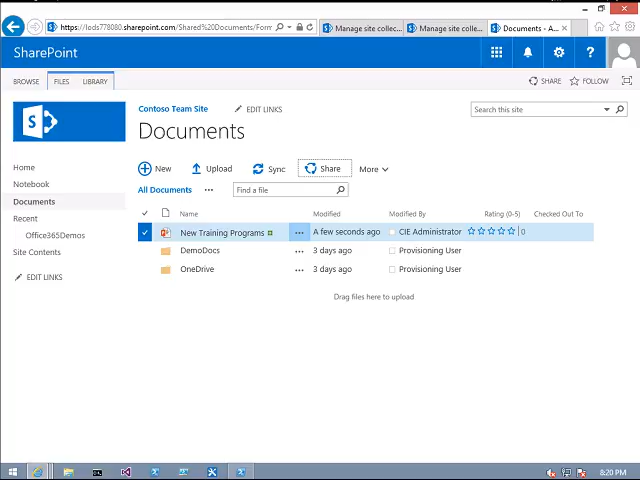 https://lods778080.sharepoint.com/Shared%20Documents/Form
Manage site collec...
Manage site colle...
Documents - A...
SharePoint
?
BROWSE
FILES
LIBRARY
SHARE
FOLLOW
S
Contoso Team Site
EDIT LINKS
Search this site
Documents
Home
Notebook
Documents
Recent
Office365Demos
Site Contents
EDIT LINKS
New
Upload
Sync
Share
More
All Documents
...
Find a file
Name
Modified
Modified By
Rating (0-5)
Checked Out To
New Training Programs
...
A few seconds ago
CIE Administrator
0
DemoDocs
...
3 days ago
Provisioning User
OneDrive
...
3 days ago
Provisioning User
Drag files here to upload
8:20 PM